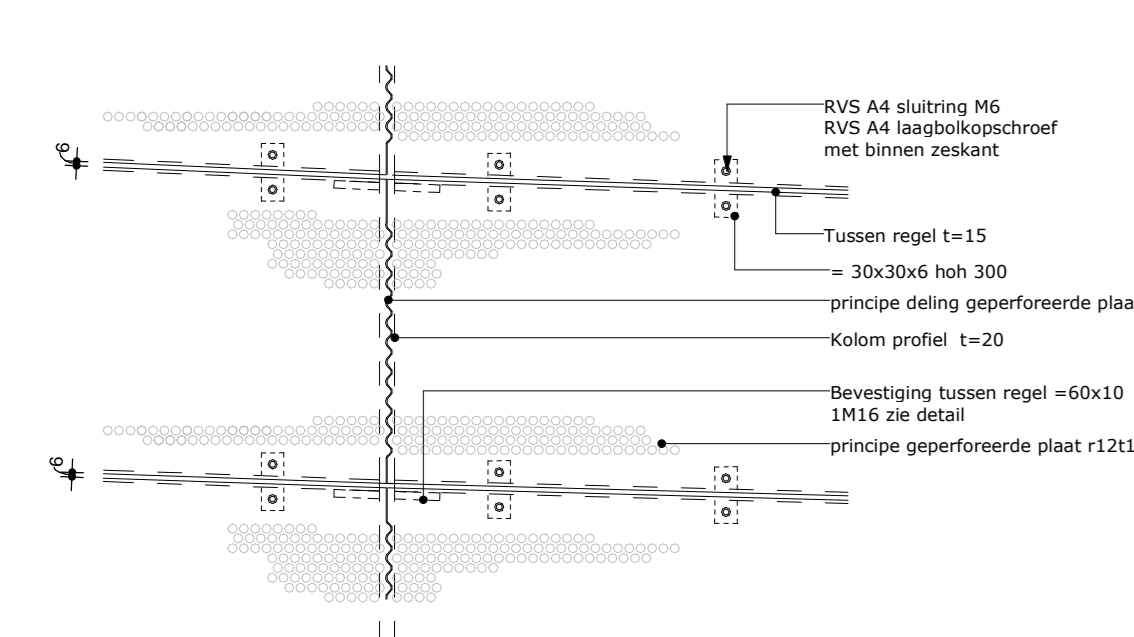 RVS A4 sluitring M6
RVS A4 laagbolkopschroef
met binnen zeskant
6
Tussen regel t=15
= 30x30x6 hoh 300
principe deling geperforeerde plaa
Kolom profiel t=20
Bevestiging tussen regel =60x10
1M16 zie detail
principe geperforeerde plaat r12t1
6